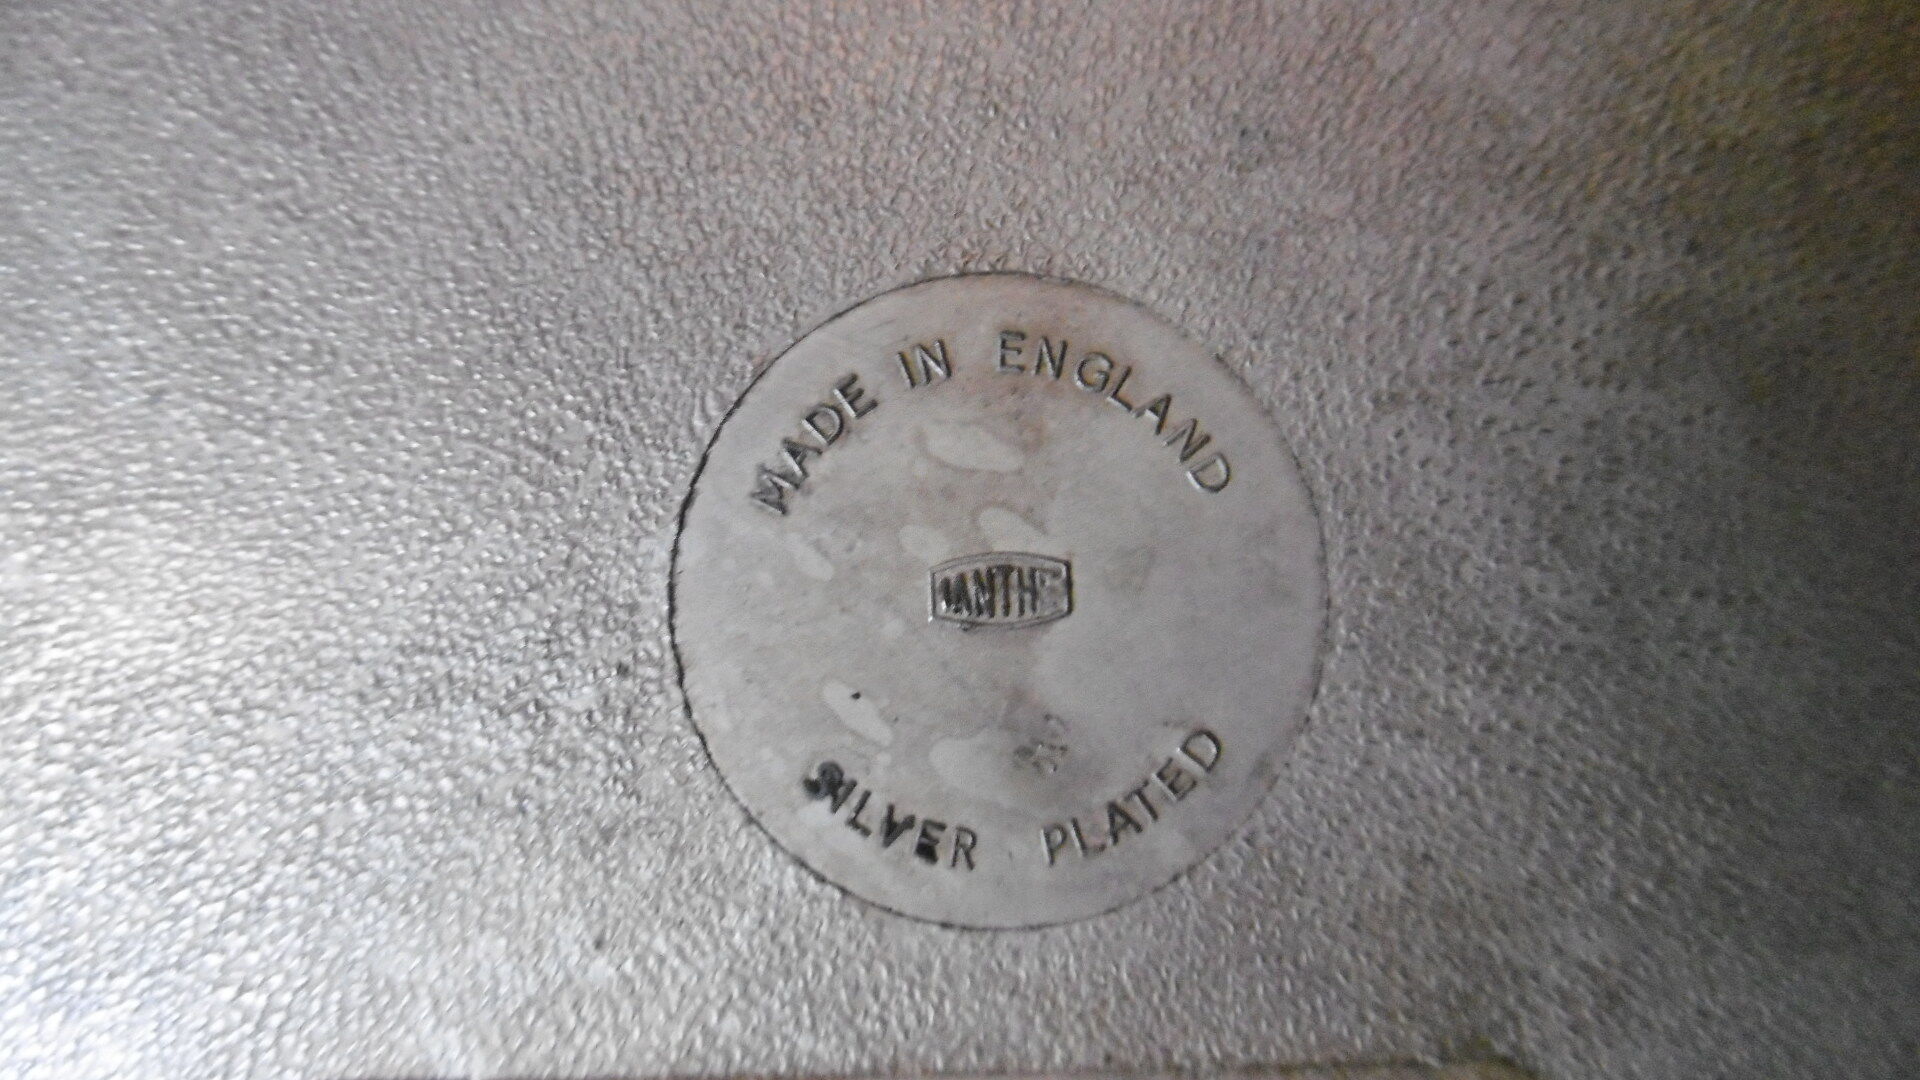 MADE IN ENGLAND
IANTHE
SILVER PLATED